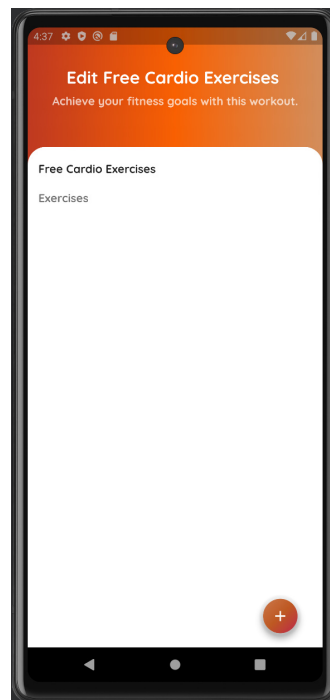 4:37
Edit Free Cardio Exercises
Achieve your fitness goals with this workout.
Free Cardio Exercises
Exercises
+